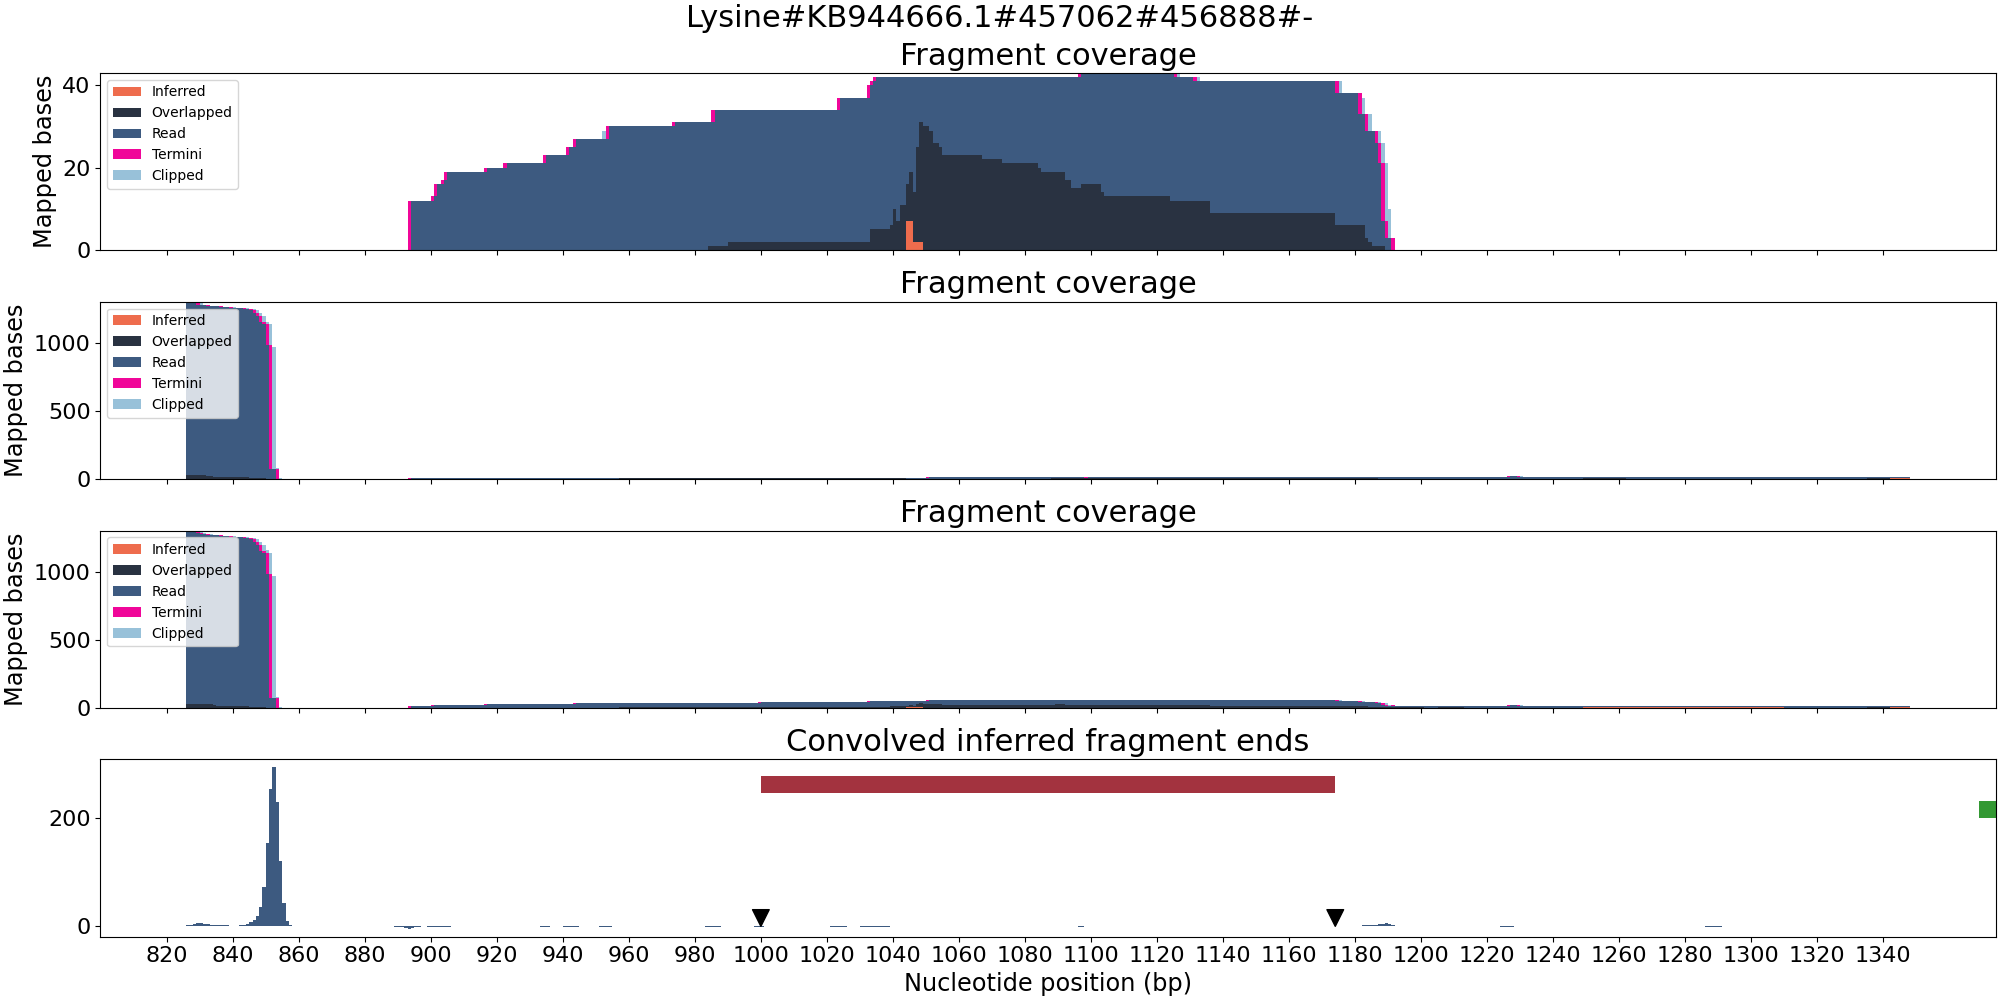 Lysine#KB944666.1#457062#456888#-
Fragment coverage
Mapped bases
40
20
0
Inferred
Overlapped
Read
Termini
Clipped
Fragment coverage
Mapped bases
1000
500
0
Inferred
Overlapped
Read
Termini
Clipped
Fragment coverage
Mapped bases
1000
500
0
Inferred
Overlapped
Read
Termini
Clipped
Convolved inferred fragment ends
200
0
820 840 860 880 900 920 940 960 980 1000 1020 1040 1060 1080 1100 1120 1140 1160 1180 1200 1220 1240 1260 1280 1300 1320 1340
Nucleotide position (bp)